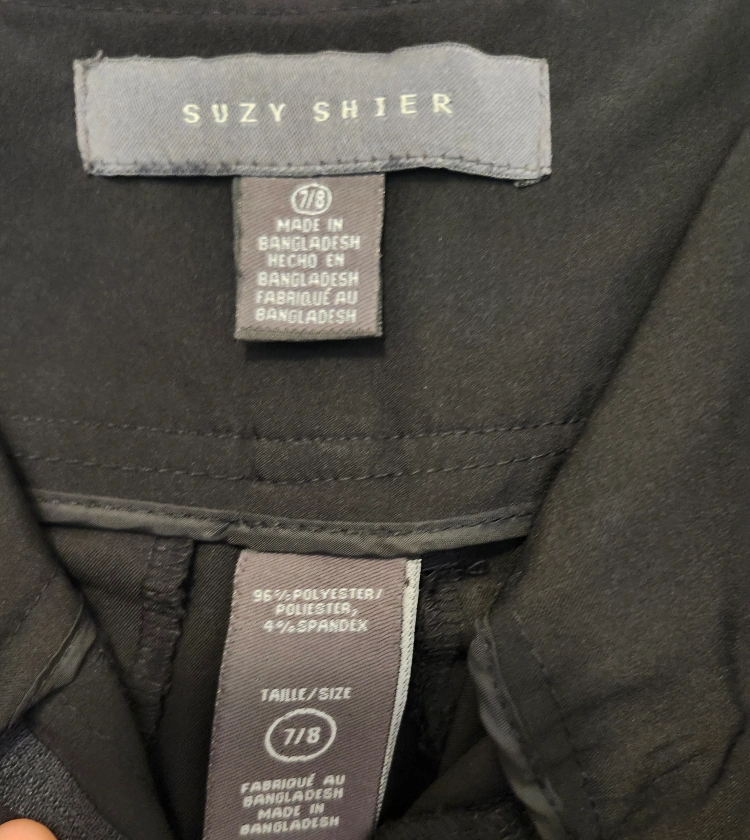 SUZY SHIER
7/8
MADE IN
BANGLADESH
HECHO EN
BANGLADESH
FABRIQUÉ AU
BANGLADESH
96% POLYESTER/
POLIESTER,
4% SPANDEX
TAILLE/SIZE
7/8
FABRIQUÉ AU
BANGLADESH
MADE IN
BANGLADESH